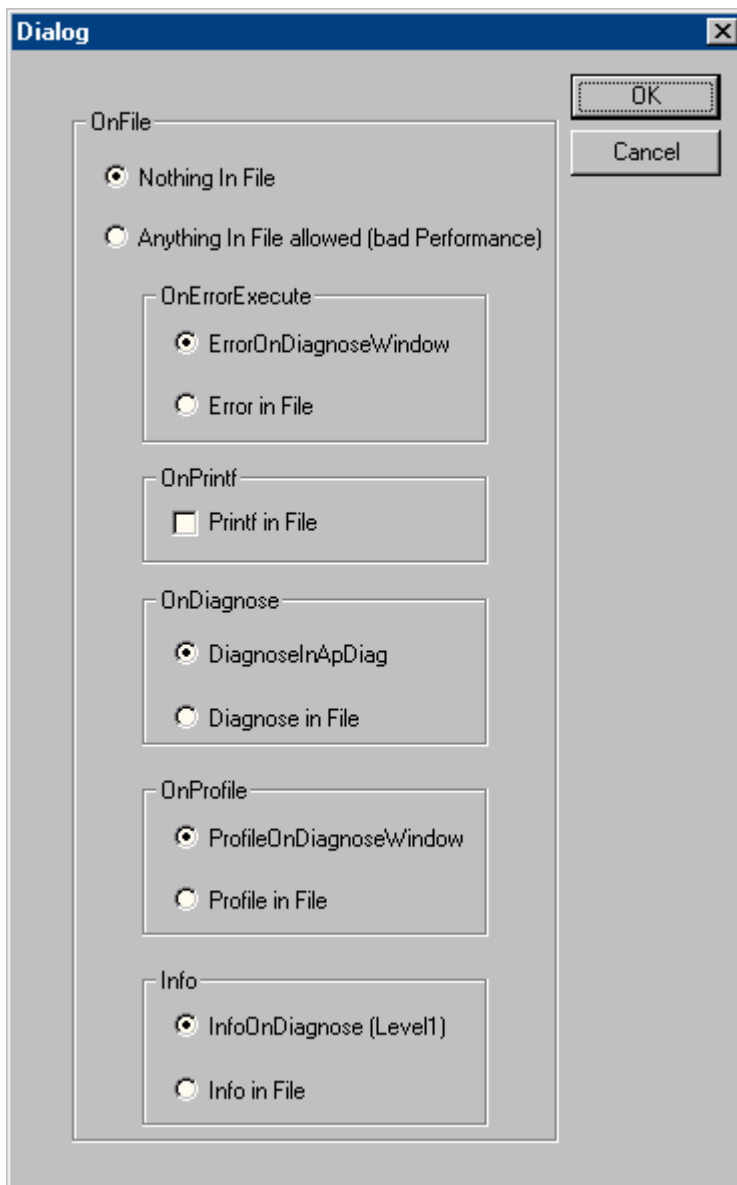 Dialog
OK
Cancel
OnFile
Nothing In File
Anything In File allowed (bad Performance)
OnErrorExecute
ErrorOnDiagnoseWindow
Error in File
OnPrintf
Printf in File
OnDiagnose
DiagnoseInApDiag
Diagnose in File
OnProfile
ProfileOnDiagnoseWindow
Profile in File
Info
InfoOnDiagnose (Level1)
Info in File